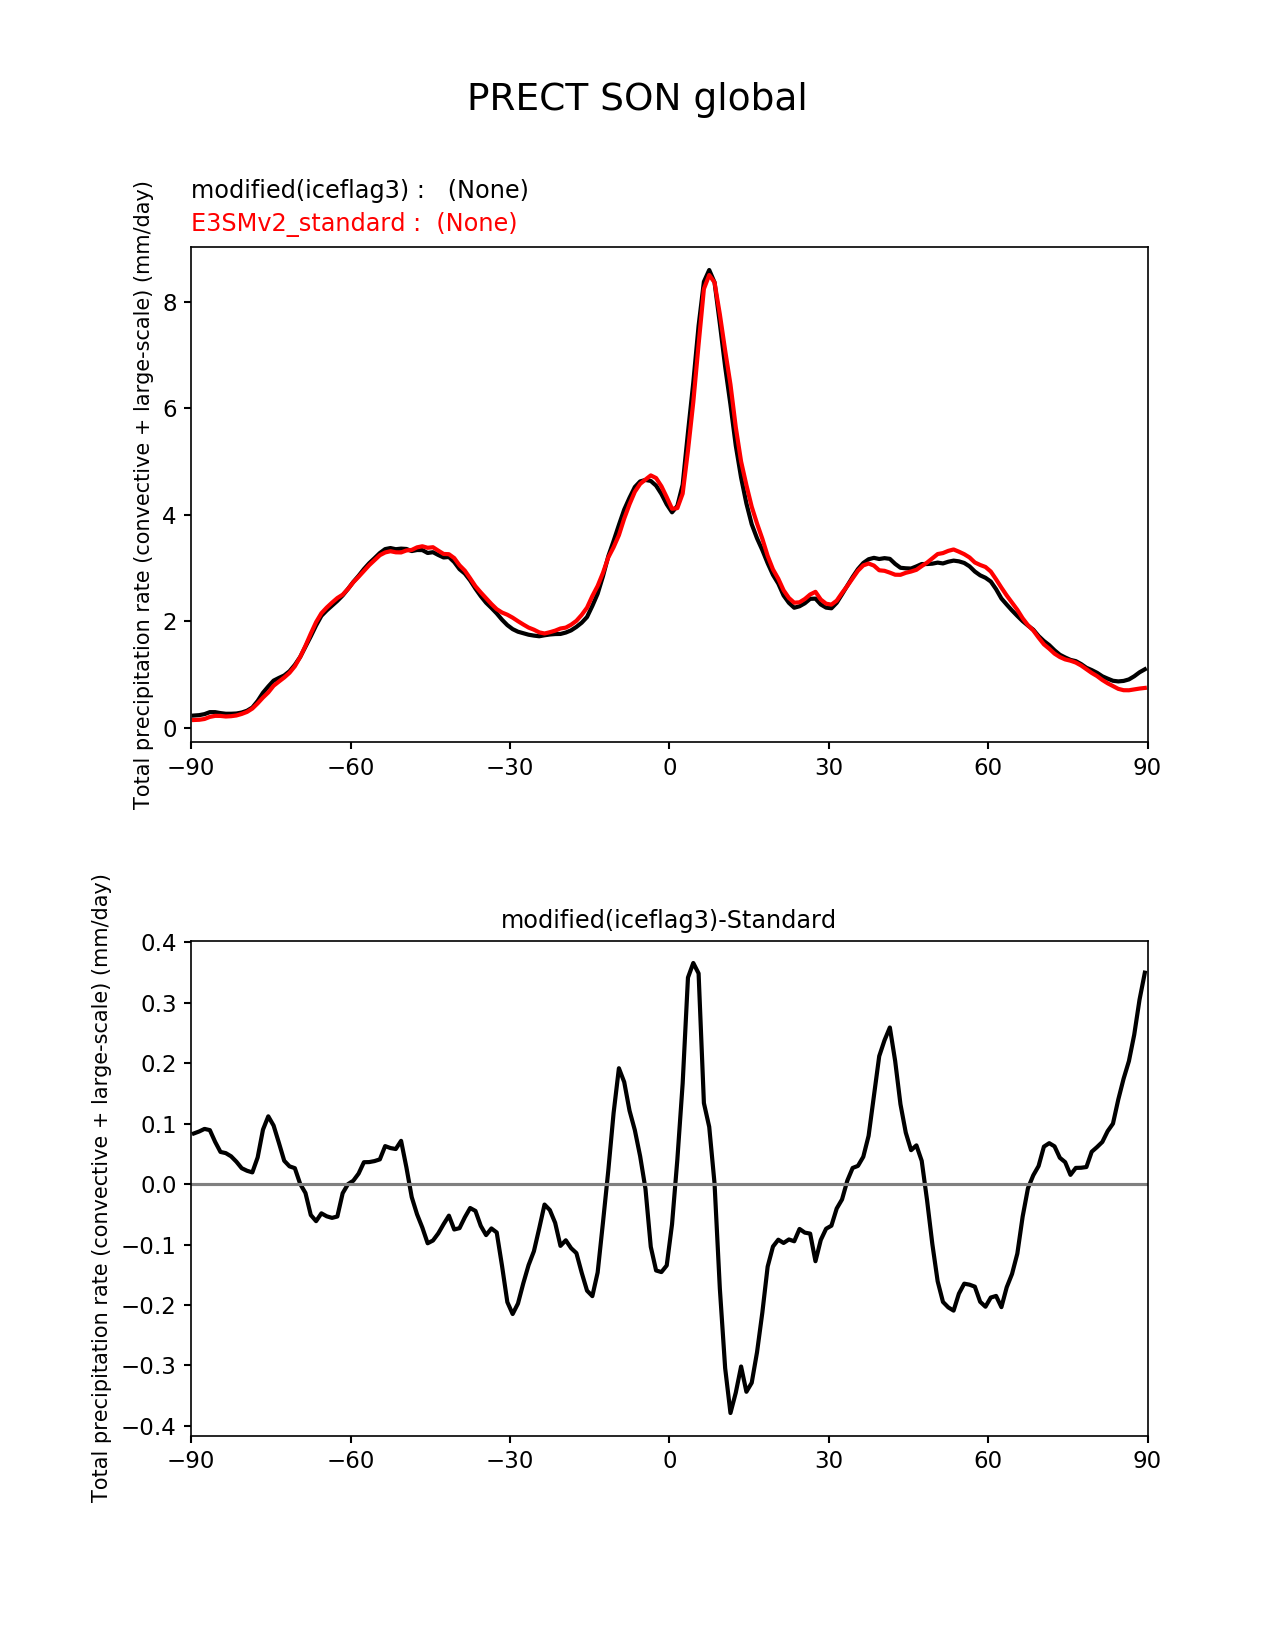 PRECT SON global
modified(iceflag3) :   (None)
E3SMv2_standard :  (None)
Total precipitation rate (convective + large-scale) (mm/day)
8
6
4
2
0
−90 −60 −30 0 30 60 90
modified(iceflag3)-Standard
Total precipitation rate (convective + large-scale) (mm/day)
0.4
0.3
0.2
0.1
0.0
−0.1
−0.2
−0.3
−0.4
−90 −60 −30 0 30 60 90